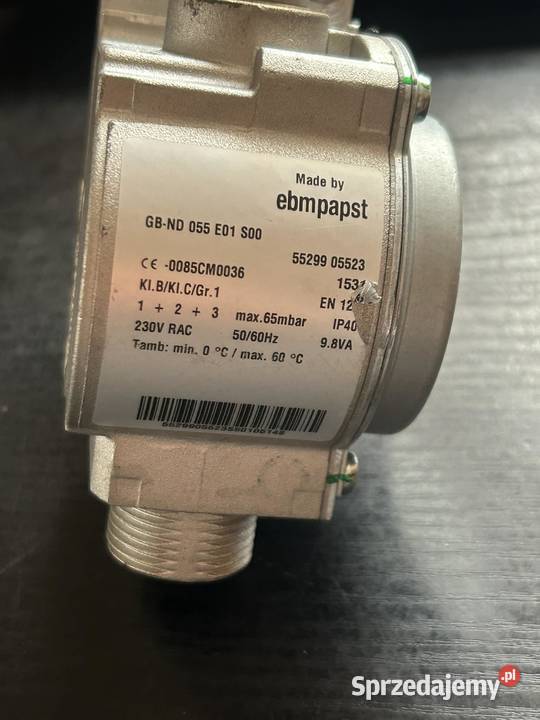 Made by
ebmpapst
GB-ND 055 E01 S00
55299 05523
CE -0085CM0036
Kl.B/Kl.C/Gr.1
EN
1 + 2 + 3 max.65mbar IP40
230V RAC 50/60Hz 9.8VA
Tamb: min. 0 °C / max. 60 °C
Sprzedajemy.pl